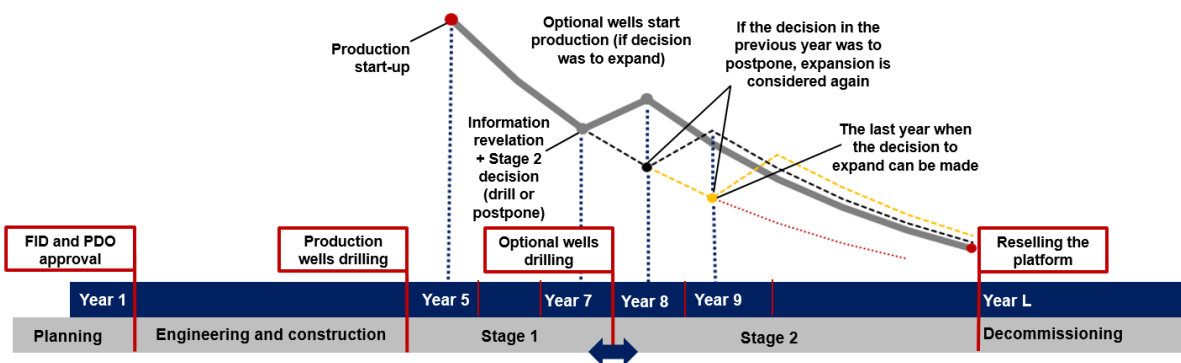 Production
start-up
Optional wells start
production (if decision
was to expand)
If the decision in the
previous year was to
postpone, expansion is
considered again
Information
revelation
+ Stage 2
decision
(drill or
postpone)
The last year when
the decision to
expand can be made
FID and PDO
approval
Production
wells drilling
Optional wells
drilling
Reselling the
platform
Year 1
Year 5
Year 7
Year 8
Year 9
Year L
Planning
Engineering and construction
Stage 1
Stage 2
Decommissioning